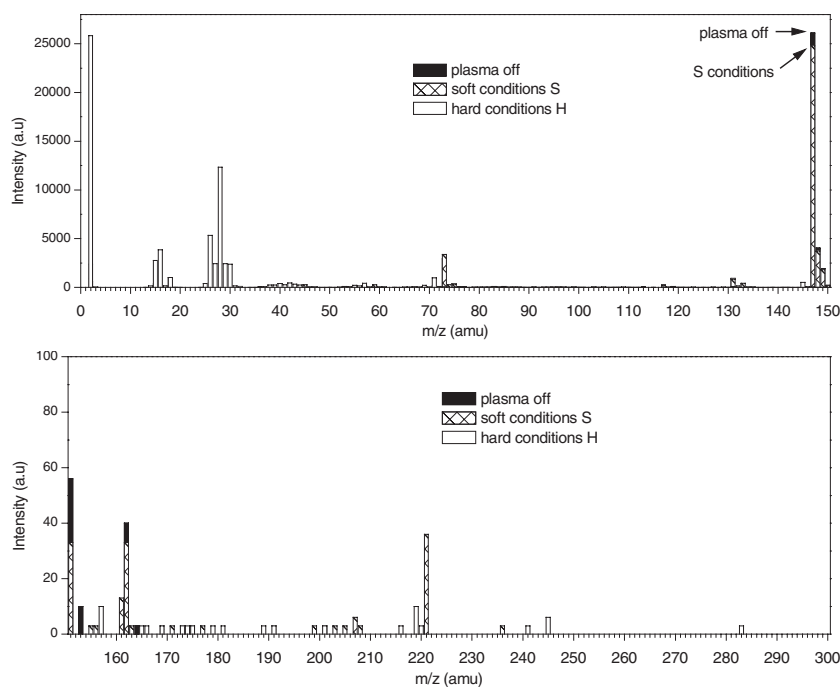 25000
20000
15000
10000
5000
0
Intensity (a.u)
plasma off
soft conditions S
hard conditions H
plasma off
S conditions
0 10 20 30 40 50 60 70 80 90 100 110 120 130 140 150
m/z (amu)
100
80
60
40
20
0
Intensity (a.u)
plasma off
soft conditions S
hard conditions H
160 170 180 190 200 210 220 230 240 250 260 270 280 290 300
m/z (amu)